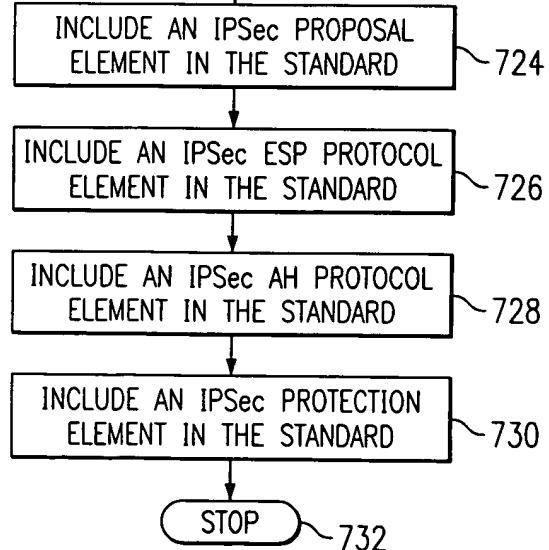 INCLUDE AN IPSec PROPOSAL
ELEMENT IN THE STANDARD
724
INCLUDE AN IPSec ESP PROTOCOL
ELEMENT IN THE STANDARD
726
INCLUDE AN IPSec AH PROTOCOL
ELEMENT IN THE STANDARD
728
INCLUDE AN IPSec PROTECTION
ELEMENT IN THE STANDARD
730
STOP
732